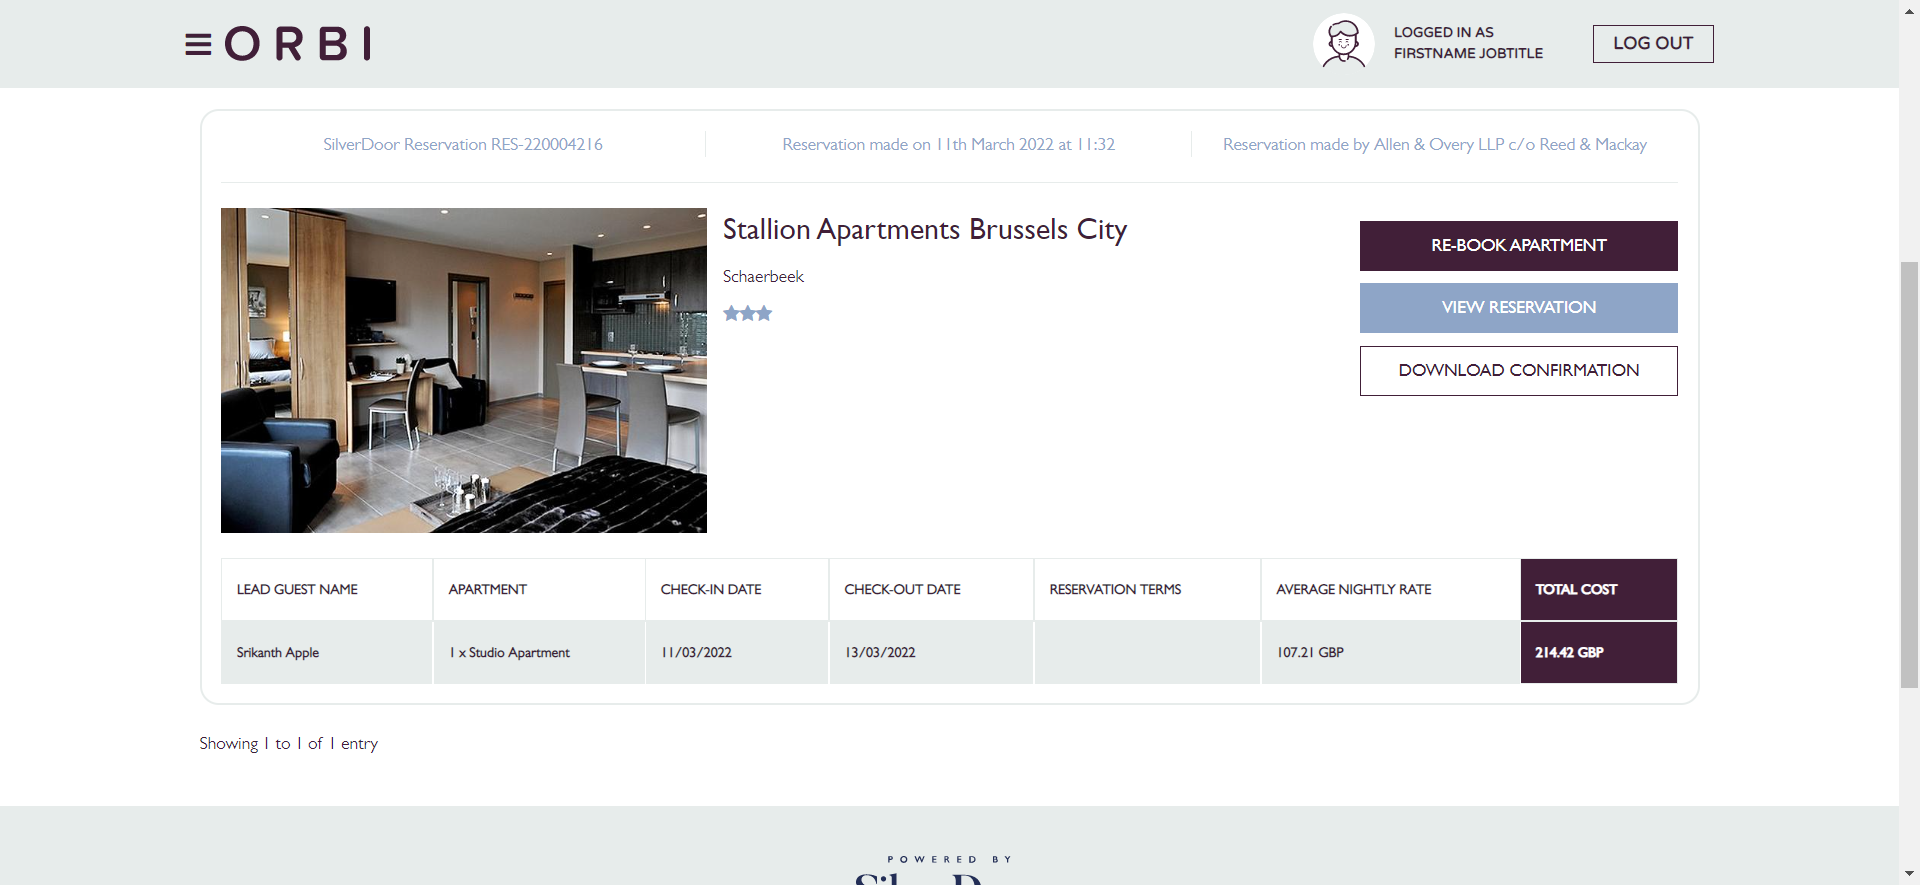 ORBI
LOGGED IN AS
FIRSTNAME JOBTITLE
LOG OUT
SilverDoor Reservation RES-220004216
Reservation made on 11th March 2022 at 11:32
Reservation made by Allen & Overy LLP c/o Reed & Mackay
Stallion Apartments Brussels City
Schaerbeek
RE-BOOK APARTMENT
VIEW RESERVATION
DOWNLOAD CONFIRMATION
LEAD GUEST NAME APARTMENT CHECK-IN DATE CHECK-OUT DATE RESERVATION TERMS AVERAGE NIGHTLY RATE TOTAL COST
Srikanth Apple 1 x Studio Apartment 11/03/2022 13/03/2022 107.21 GBP 214.42 GBP
Showing 1 to 1 of 1 entry
POWERED BY